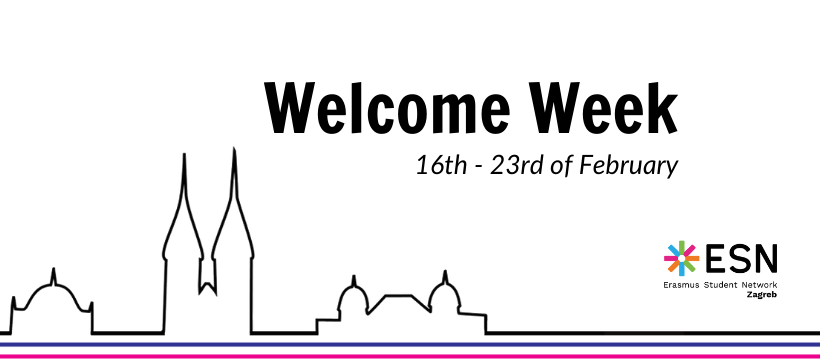 Welcome Week
16th - 23rd of February
ESN
Erasmus Student Network
Zagreb